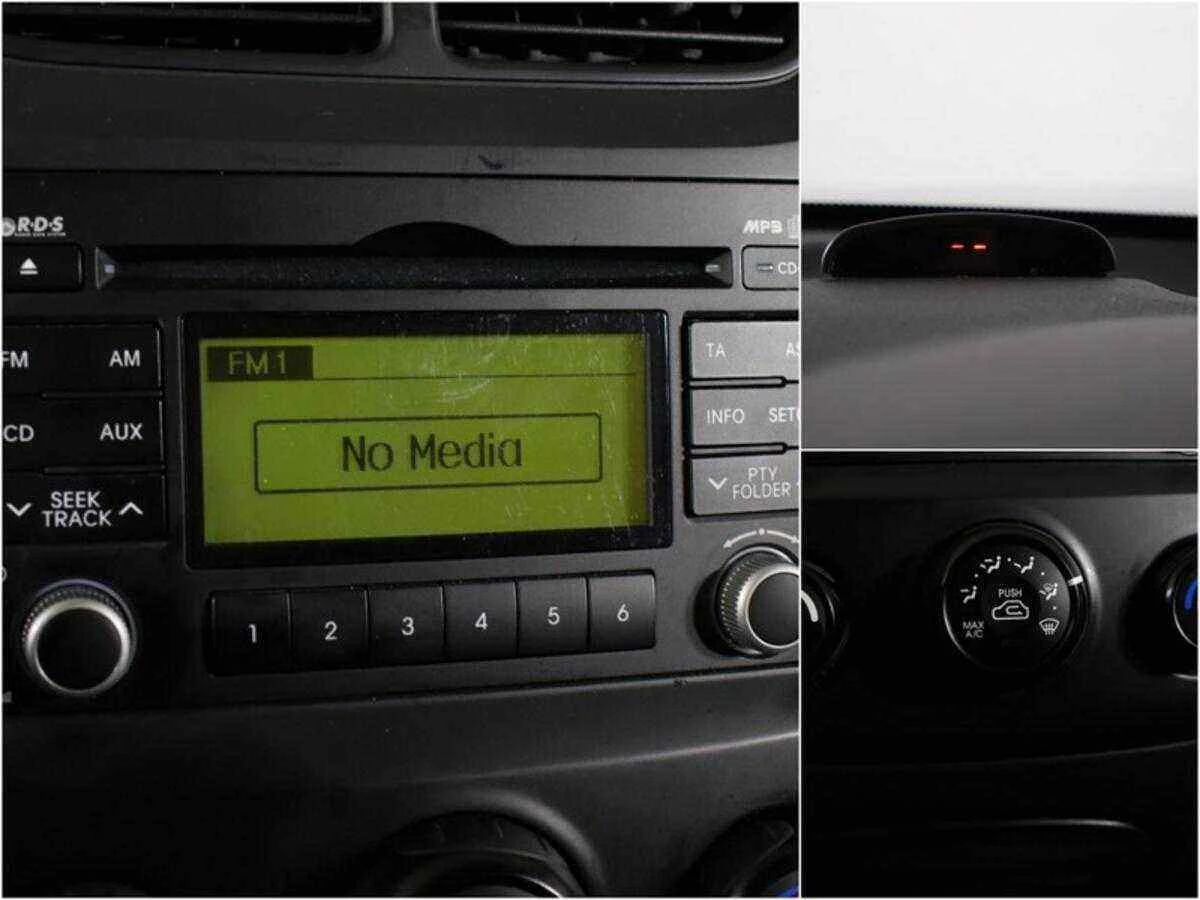 R·D·S
MP3
CD
FM
AM
FM 1
TA
AS
CD
AUX
No Media
INFO
SEEK
TRACK
PTY
FOLDER
1
2
3
4
5
6
--
PUSH
MAX
A/C